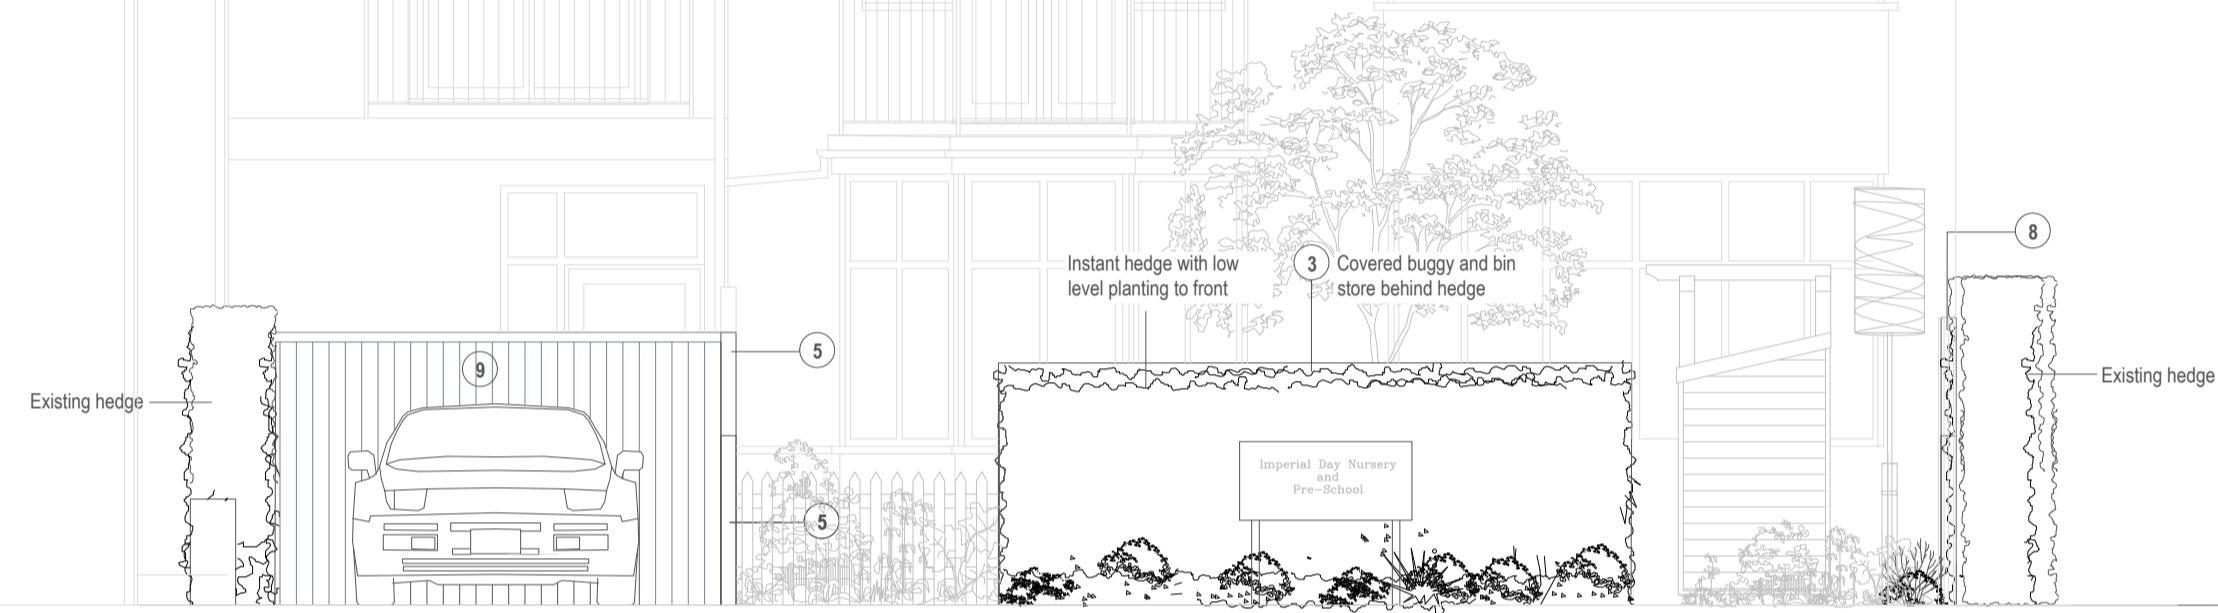 8
Instant hedge with low
level planting to front
3 Covered buggy and bin
store behind hedge
5
9
Existing hedge
Existing hedge
Imperial Day Nursery
and
Pre-School
5